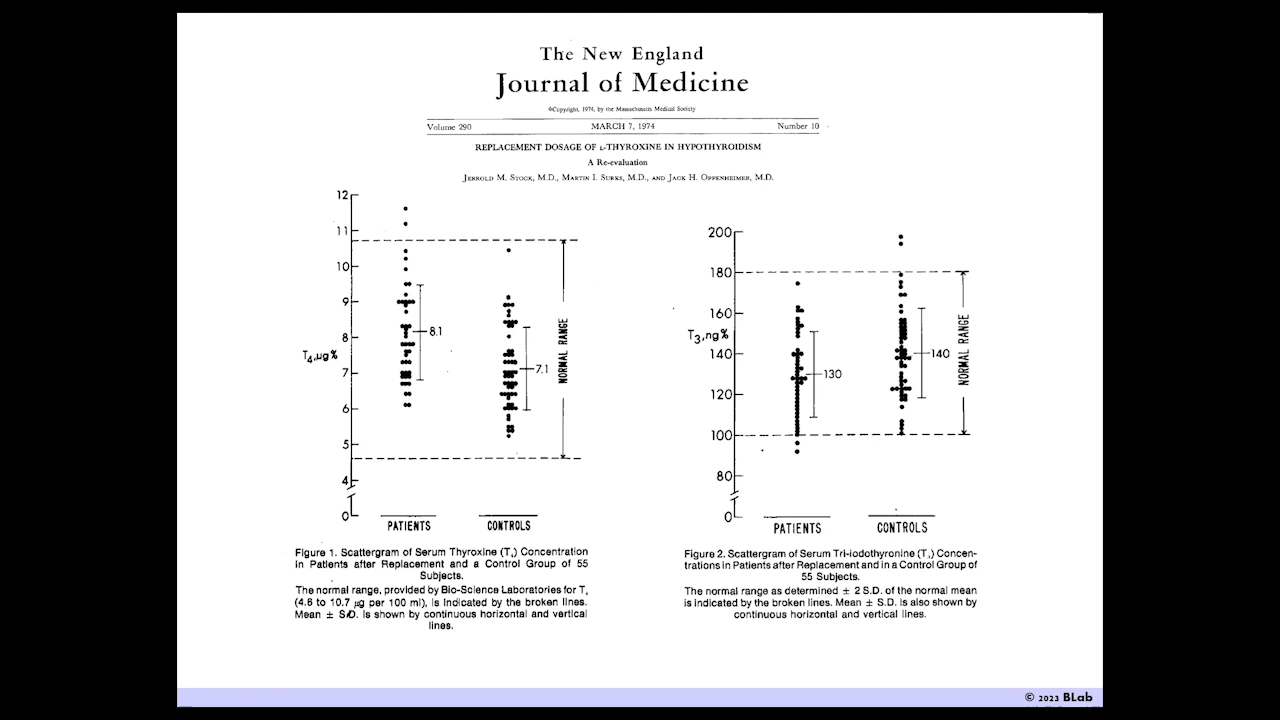 The New England
Journal of Medicine
©Copyright, 1974, by the Massachusetts Medical Society
Volume 290 MARCH 7, 1974 Number 10
REPLACEMENT DOSAGE OF L-THYROXINE IN HYPOTHYROIDISM
A Re-evaluation
Jerrold M. Stock, M.D., Martin I. Surks, M.D., and Jack H. Oppenheimer, M.D.
12
11
10
9
8
7
6
5
4
0
T4,µg%
8.1
7.1
NORMAL RANGE
PATIENTS CONTROLS
Figure 1. Scattergram of Serum Thyroxine (T4) Concentration
in Patients after Replacement and a Control Group of 55
Subjects.
The normal range, provided by Bio-Science Laboratories for T4
(4.6 to 10.7 µg per 100 ml), is indicated by the broken lines.
Mean ± S.D. is shown by continuous horizontal and vertical
lines.
200
180
160
140
120
100
80
0
T3,ng%
130
140
NORMAL RANGE
PATIENTS CONTROLS
Figure 2. Scattergram of Serum Tri-iodothyronine (T3) Concen-
trations in Patients after Replacement and in a Control Group of
55 Subjects.
The normal range as determined ± 2 S.D. of the normal mean
is indicated by the broken lines. Mean ± S.D. is also shown by
continuous horizontal and vertical lines.
© 2023 BLab